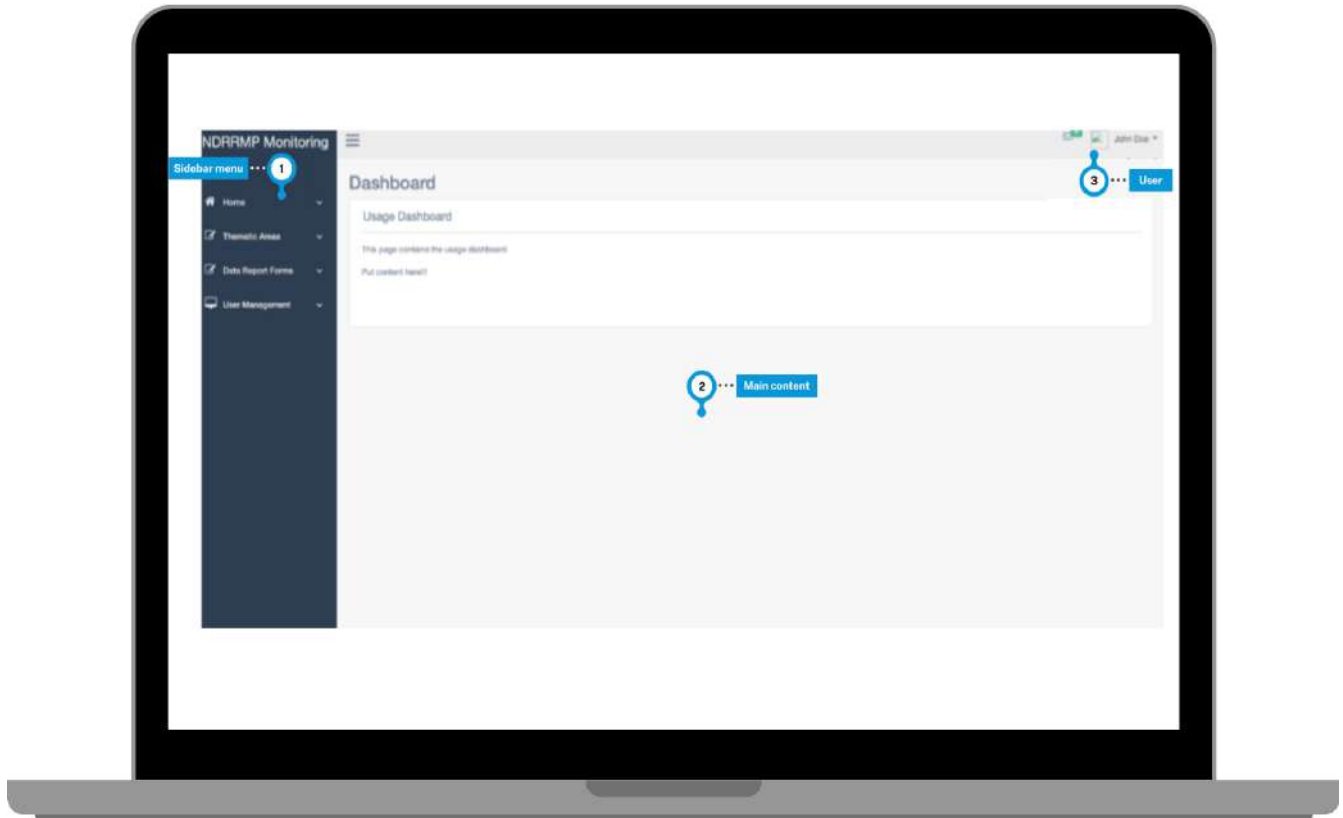 NDRRMP Monitoring
John Doe
Sidebar menu
1
3
User
Dashboard
Home
Usage Dashboard
Thematic Areas
This page contains the usage dashboard
Data Report Forms
Put content here!!!
User Management
2
Main content